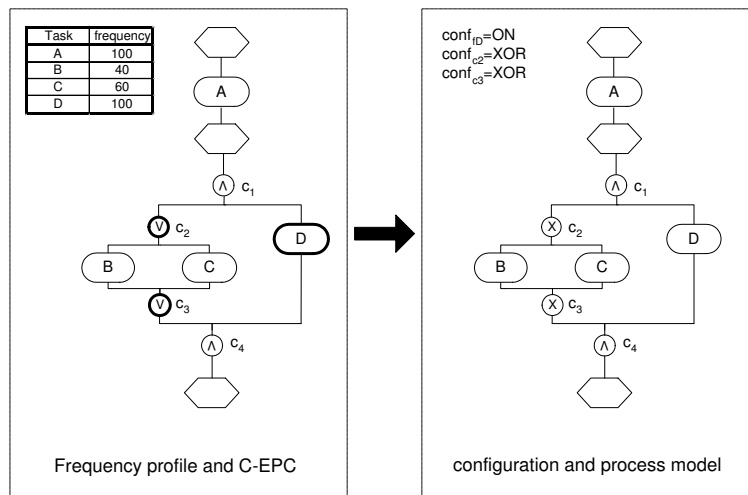 Task frequency
A 100
B 40
C 60
D 100
A
Λ c1
V c2
D
B C
V c3
Λ c4
Frequency profile and C-EPC
conffD=ON
confc2=XOR
confc3=XOR
A
Λ c1
X c2
D
B C
X c3
Λ c4
configuration and process model